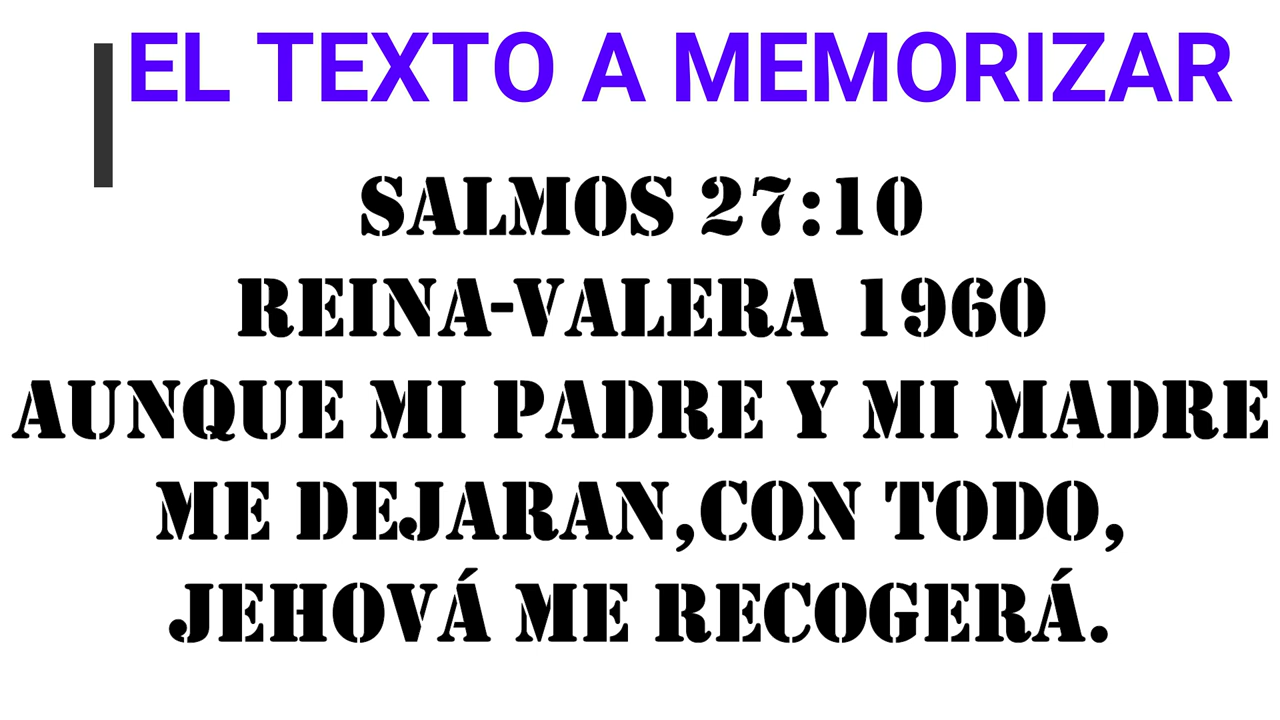 EL TEXTO A MEMORIZAR
SALMOS 27:10
REINA-VALERA 1960
AUNQUE MI PADRE Y MI MADRE
ME DEJARAN,CON TODO,
JEHOVÁ ME RECOGERÁ.